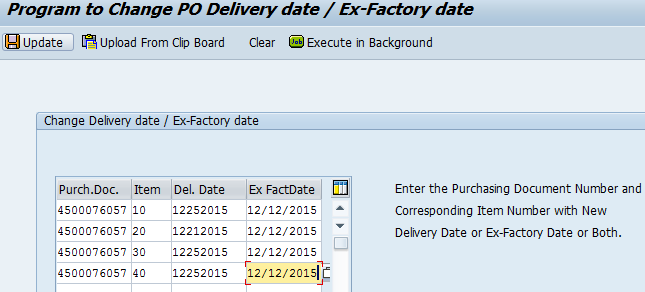 Program to Change PO Delivery date / Ex-Factory date
Update Upload From Clip Board Clear Execute in Background
Change Delivery date / Ex-Factory date
Purch.Doc. Item Del. Date Ex FactDate
4500076057 10 12252015 12/12/2015
4500076057 20 12212015 12/12/2015
4500076057 30 12252015 12/12/2015
4500076057 40 12252015 12/12/2015
Enter the Purchasing Document Number and
Corresponding Item Number with New
Delivery Date or Ex-Factory Date or Both.